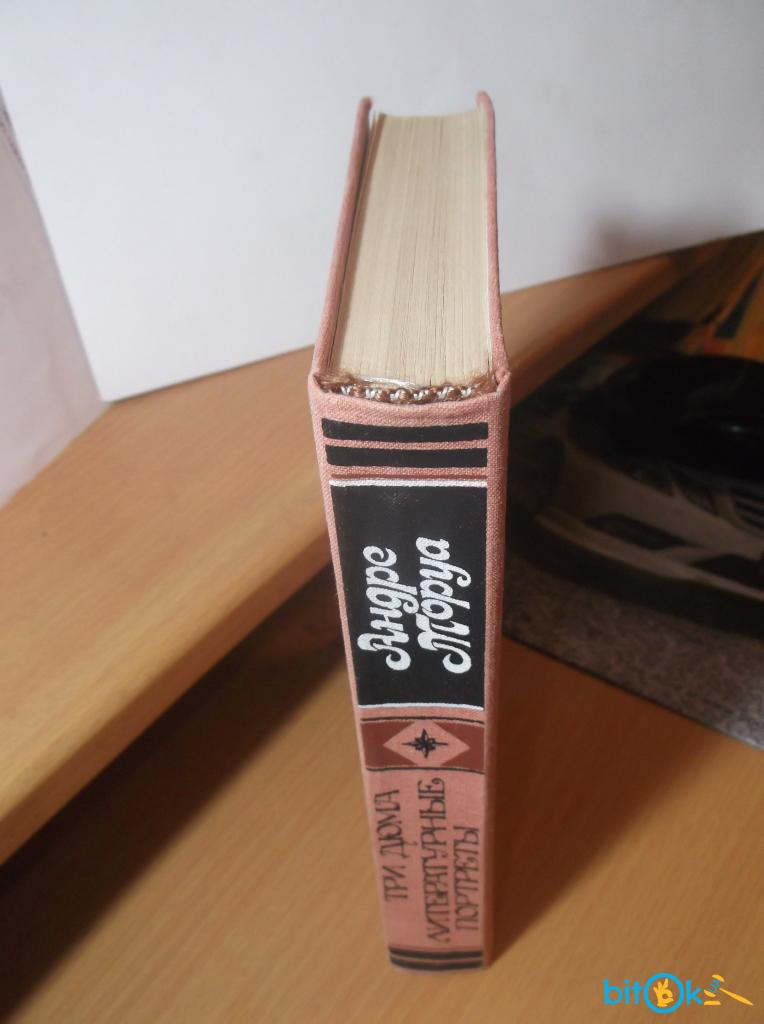 Андре
Моруа
ТРИ ДЮМА
ЛИТЕРАТУРНЫЕ
ПОРТРЕТЫ
bitOk